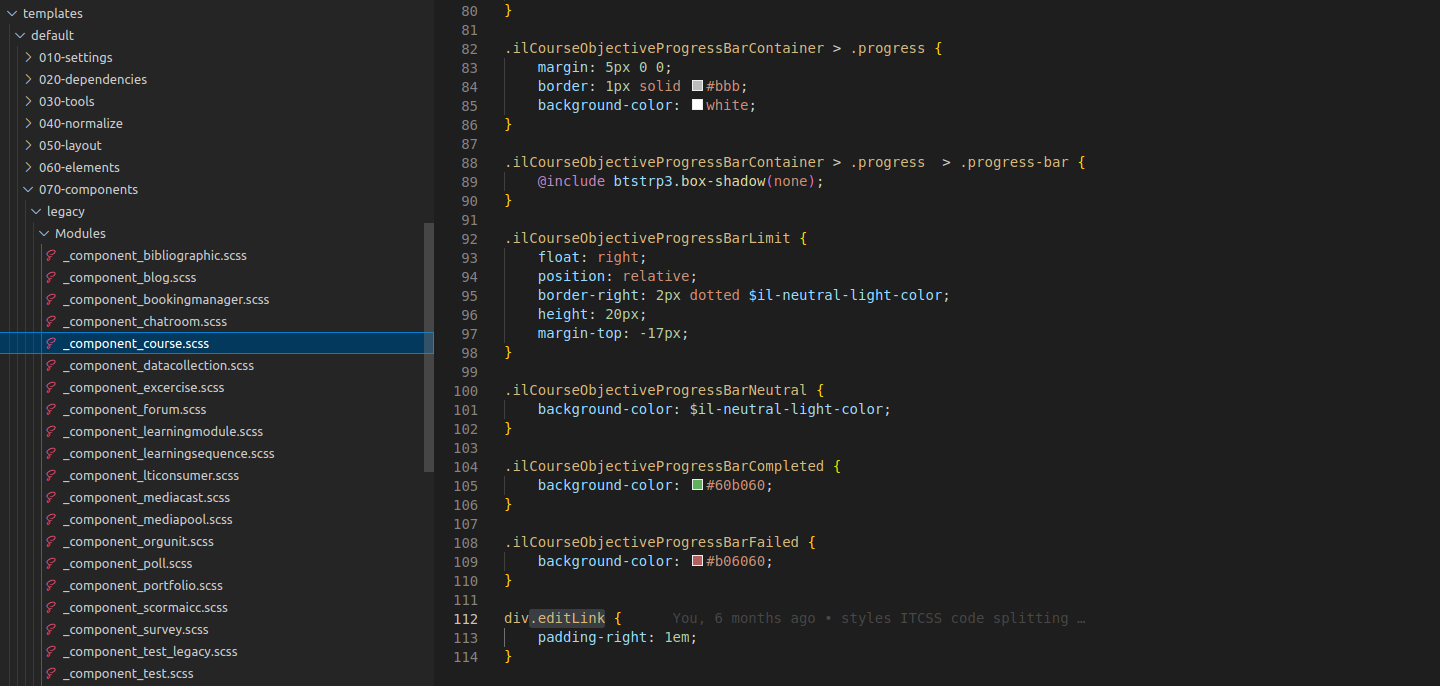 templates
default
010-settings
020-dependencies
030-tools
040-normalize
050-layout
060-elements
070-components
legacy
Modules
_component_bibliographic.scss
_component_blog.scss
_component_bookingmanager.scss
_component_chatroom.scss
_component_course.scss
_component_datacollection.scss
_component_excercise.scss
_component_forum.scss
_component_learningmodule.scss
_component_learningsequence.scss
_component_lticonsumer.scss
_component_mediacast.scss
_component_mediapool.scss
_component_orgunit.scss
_component_poll.scss
_component_portfolio.scss
_component_scormaicc.scss
_component_survey.scss
_component_test_legacy.scss
_component_test.scss
80 }
81
82 .ilCourseObjectiveProgressBarContainer > .progress {
83 margin: 5px 0 0;
84 border: 1px solid #bbb;
85 background-color: white;
86 }
87
88 .ilCourseObjectiveProgressBarContainer > .progress  > .progress-bar {
89 @include btstrp3.box-shadow(none);
90 }
91
92 .ilCourseObjectiveProgressBarLimit {
93 float: right;
94 position: relative;
95 border-right: 2px dotted $il-neutral-light-color;
96 height: 20px;
97 margin-top: -17px;
98 }
99
100 .ilCourseObjectiveProgressBarNeutral {
101 background-color: $il-neutral-light-color;
102 }
103
104 .ilCourseObjectiveProgressBarCompleted {
105 background-color: #60b060;
106 }
107
108 .ilCourseObjectiveProgressBarFailed {
109 background-color: #b06060;
110 }
111
112 div.editLink { You, 6 months ago • styles ITCSS code splitting …
113 padding-right: 1em;
114 }